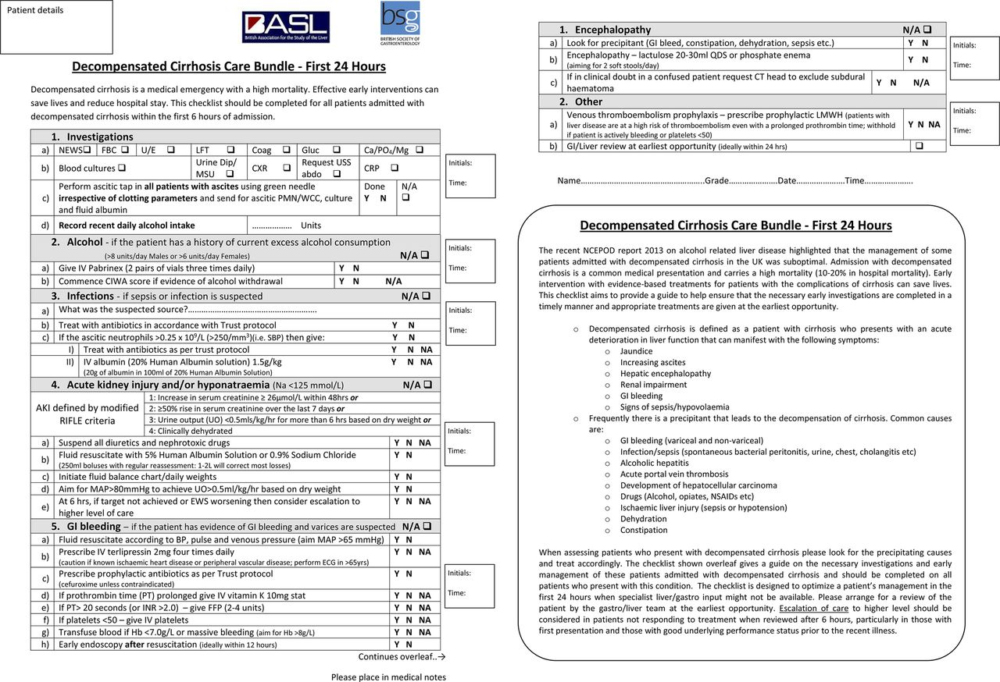 Patient details
BASL
British Association for the Study of the Liver
bsg
BRITISH SOCIETY OF
GASTROENTEROLOGY
Decompensated Cirrhosis Care Bundle - First 24 Hours
Decompensated cirrhosis is a medical emergency with a high mortality. Effective early interventions can
save lives and reduce hospital stay. This checklist should be completed for all patients admitted with
decompensated cirrhosis within the first 6 hours of admission.
1. Investigations
a) NEWS ❑ FBC ❑ U/E ❑ LFT ❑ Coag ❑ Gluc ❑ Ca/PO₄/Mg ❑
b) Blood cultures ❑ Urine Dip/ MSU ❑ CXR ❑ Request USS abdo ❑ CRP ❑
c) Perform ascitic tap in all patients with ascites using green needle
irrespective of clotting parameters and send for ascitic PMN/WCC, culture
and fluid albumin
Done
Y N
N/A
❑
d) Record recent daily alcohol intake ……………… Units
Initials:
Time:
2. Alcohol - if the patient has a history of current excess alcohol consumption
(>8 units/day Males or >6 units/day Females) N/A ❑
a) Give IV Pabrinex (2 pairs of vials three times daily) Y N
b) Commence CIWA score if evidence of alcohol withdrawal Y N N/A
Initials:
Time:
3. Infections - if sepsis or infection is suspected N/A ❑
a) What was the suspected source?………………………………………….
b) Treat with antibiotics in accordance with Trust protocol Y N
c) If the ascitic neutrophils >0.25 x 10⁹/L (>250/mm³)(i.e. SBP) then give: Y N
I) Treat with antibiotics as per trust protocol Y N NA
II) IV albumin (20% Human Albumin solution) 1.5g/kg Y N NA
(20g of albumin in 100ml of 20% Human Albumin Solution)
Initials:
Time:
4. Acute kidney injury and/or hyponatraemia (Na <125 mmol/L) N/A ❑
AKI defined by modified
RIFLE criteria
1: Increase in serum creatinine ≥ 26µmol/L within 48hrs or
2: ≥50% rise in serum creatinine over the last 7 days or
3: Urine output (UO) <0.5mls/kg/hr for more than 6 hrs based on dry weight or
4: Clinically dehydrated
a) Suspend all diuretics and nephrotoxic drugs Y N NA
b) Fluid resuscitate with 5% Human Albumin Solution or 0.9% Sodium Chloride Y N
(250ml boluses with regular reassessment: 1-2L will correct most losses)
c) Initiate fluid balance chart/daily weights Y N
d) Aim for MAP>80mmHg to achieve UO>0.5ml/kg/hr based on dry weight Y N
e) At 6 hrs, if target not achieved or EWS worsening then consider escalation to Y N NA
higher level of care
Initials:
Time:
5. GI bleeding – if the patient has evidence of GI bleeding and varices are suspected N/A ❑
a) Fluid resuscitate according to BP, pulse and venous pressure (aim MAP >65 mmHg) Y N
b) Prescribe IV terlipressin 2mg four times daily Y N NA
(caution if known ischaemic heart disease or peripheral vascular disease; perform ECG in >65yrs)
c) Prescribe prophylactic antibiotics as per Trust protocol Y N
(cefuroxime unless contraindicated)
d) If prothrombin time (PT) prolonged give IV vitamin K 10mg stat Y N NA
e) If PT> 20 seconds (or INR >2.0) – give FFP (2-4 units) Y N NA
f) If platelets <50 – give IV platelets Y N NA
g) Transfuse blood if Hb <7.0g/L or massive bleeding (aim for Hb >8g/L) Y N NA
h) Early endoscopy after resuscitation (ideally within 12 hours) Y N
Initials:
Time:
Continues overleaf..→
Please place in medical notes
1. Encephalopathy N/A ❑
a) Look for precipitant (GI bleed, constipation, dehydration, sepsis etc.) Y N
b) Encephalopathy – lactulose 20-30ml QDS or phosphate enema Y N
(aiming for 2 soft stools/day)
c) If in clinical doubt in a confused patient request CT head to exclude subdural Y N N/A
haematoma
Initials:
Time:
2. Other
a) Venous thromboembolism prophylaxis – prescribe prophylactic LMWH (patients with
liver disease are at a high risk of thromboembolism even with a prolonged prothrombin time; withhold Y N NA
if patient is actively bleeding or platelets <50)
b) GI/Liver review at earliest opportunity (ideally within 24 hrs) ❑
Initials:
Time:
Name………………………………………..Grade…………………Date…………………Time…………………….
Decompensated Cirrhosis Care Bundle - First 24 Hours
The recent NCEPOD report 2013 on alcohol related liver disease highlighted that the management of some
patients admitted with decompensated cirrhosis in the UK was suboptimal. Admission with decompensated
cirrhosis is a common medical presentation and carries a high mortality (10-20% in hospital mortality). Early
intervention with evidence-based treatments for patients with the complications of cirrhosis can save lives.
This checklist aims to provide a guide to help ensure that the necessary early investigations are completed in a
timely manner and appropriate treatments are given at the earliest opportunity.
o Decompensated cirrhosis is defined as a patient with cirrhosis who presents with an acute
deterioration in liver function that can manifest with the following symptoms:
o Jaundice
o Increasing ascites
o Hepatic encephalopathy
o Renal impairment
o GI bleeding
o Signs of sepsis/hypovolaemia
o Frequently there is a precipitant that leads to the decompensation of cirrhosis. Common causes
are:
o GI bleeding (variceal and non-variceal)
o Infection/sepsis (spontaneous bacterial peritonitis, urine, chest, cholangitis etc)
o Alcoholic hepatitis
o Acute portal vein thrombosis
o Development of hepatocellular carcinoma
o Drugs (Alcohol, opiates, NSAIDs etc)
o Ischaemic liver injury (sepsis or hypotension)
o Dehydration
o Constipation
When assessing patients who present with decompensated cirrhosis please look for the precipitating causes
and treat accordingly. The checklist shown overleaf gives a guide on the necessary investigations and early
management of these patients admitted with decompensated cirrhosis and should be completed on all
patients who present with this condition. The checklist is designed to optimize a patient's management in the
first 24 hours when specialist liver/gastro input might not be available. Please arrange for a review of the
patient by the gastro/liver team at the earliest opportunity. Escalation of care to higher level should be
considered in patients not responding to treatment when reviewed after 6 hours, particularly in those with
first presentation and those with good underlying performance status prior to the recent illness.